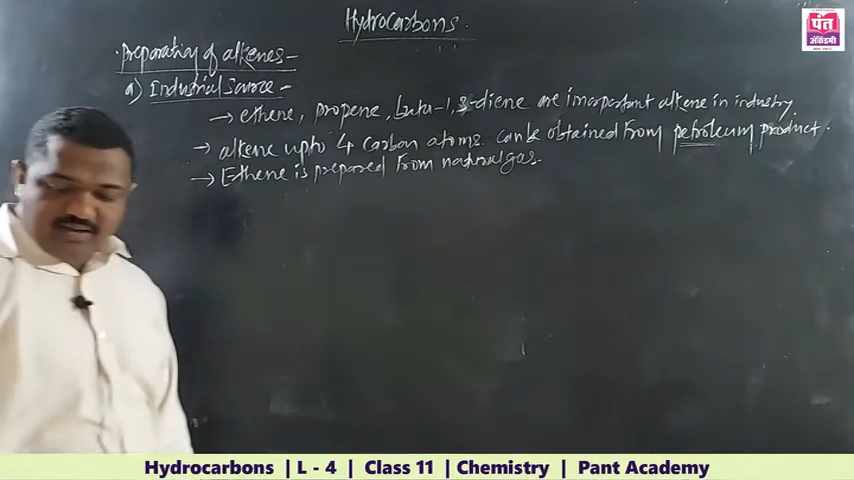 Hydrocarbons.
पंत
अ‍ॅकॅडमी
Preparation of alkenes -
a) Industrial Source -
→ ethene, propene, buta-1, 3-diene are important alkene in industry.
→ alkene upto 4 carbon atoms. can be obtained from petroleum product.
→ Ethene is prepared from natural gas.
Hydrocarbons | L - 4 | Class 11 | Chemistry | Pant Academy